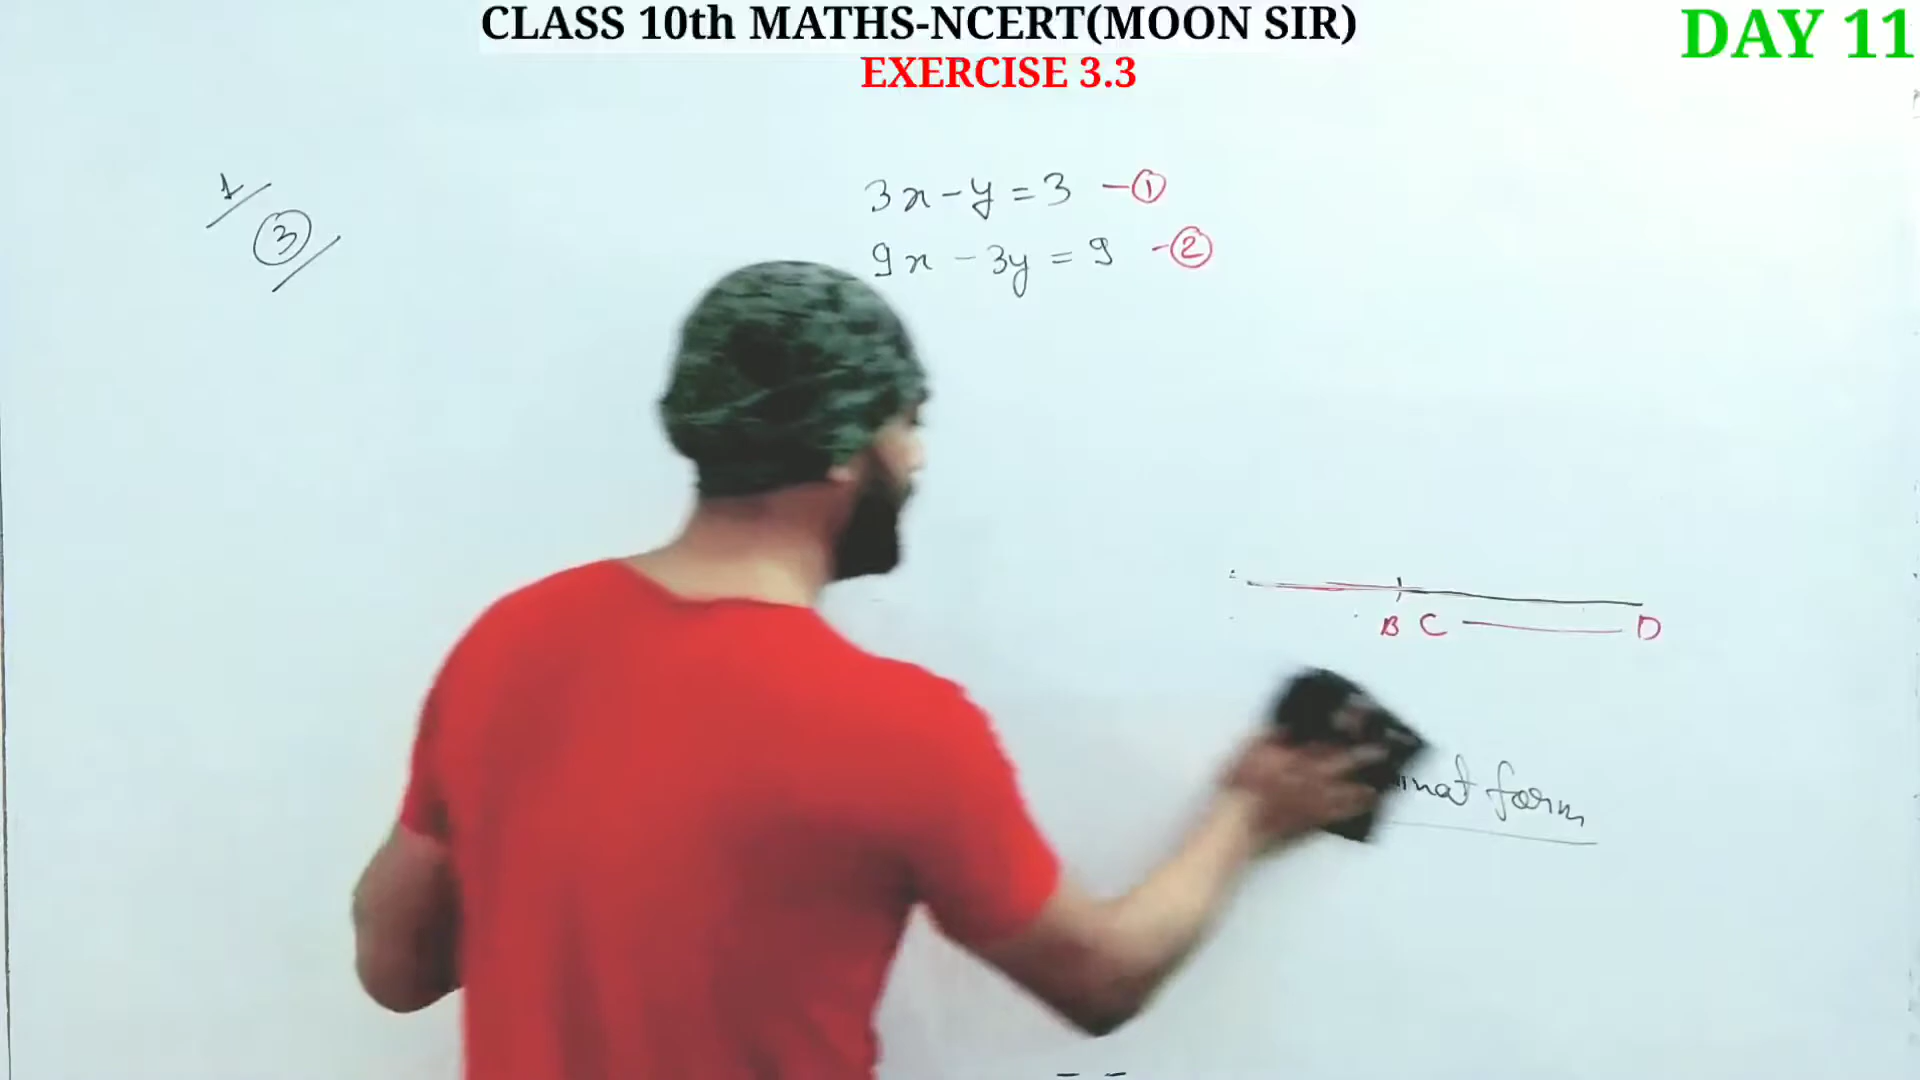 CLASS 10th MATHS-NCERT(MOON SIR)
DAY 11
EXERCISE 3.3
1
3
3x - y = 3 - 1
9x - 3y = 9 - 2
B C D
form